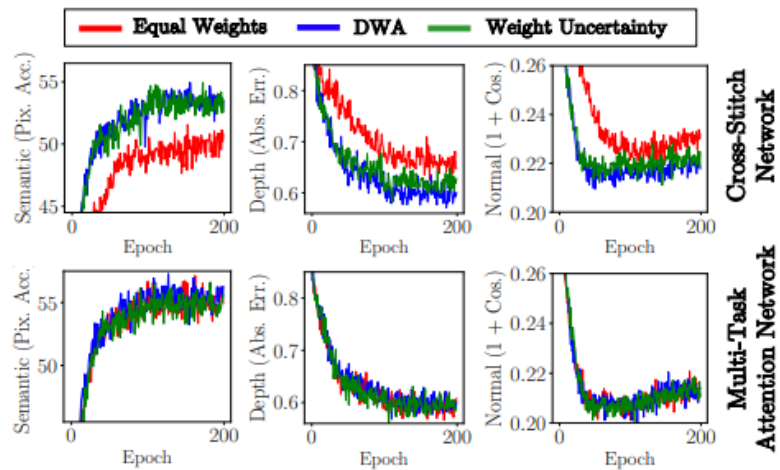 Equal Weights DWA Weight Uncertainty
Semantic (Pix. Acc.)
55
50
45
0 200
Epoch
Depth (Abs. Err.)
0.8
0.7
0.6
0 200
Epoch
Normal (1 + Cos.)
0.26
0.24
0.22
0.20
0 200
Epoch
Cross-Stitch
Network
Semantic (Pix. Acc.)
55
50
0 200
Epoch
Depth (Abs. Err.)
0.8
0.7
0.6
0 200
Epoch
Normal (1 + Cos.)
0.26
0.24
0.22
0.20
0 200
Epoch
Multi-Task
Attention Network